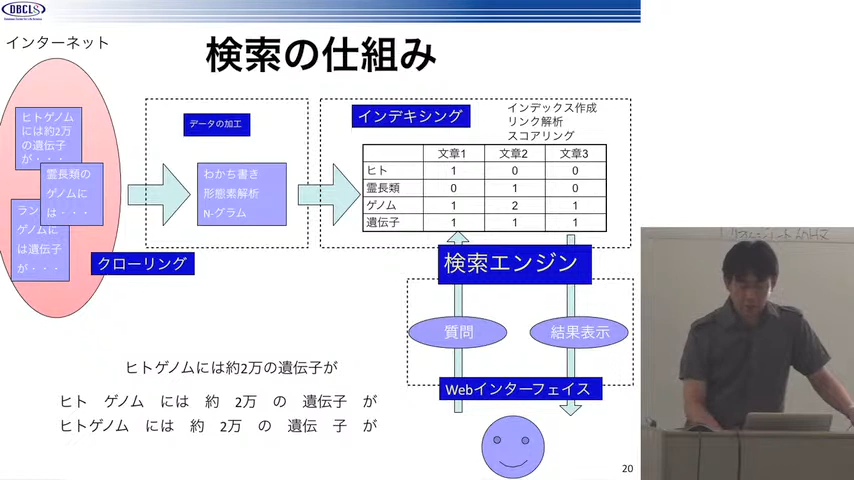 DBCLS
インターネット
検索の仕組み
ヒトゲノム
には約2万
の遺伝子
が・・・
霊長類の
ゲノムに
は・・・
ラン
ゲノムに
は遺伝子
が・・・
クローリング
データの加工
わかち書き
形態素解析
N-グラム
インデキシング
インデックス作成
リンク解析
スコアリング
文章1 文章2 文章3
ヒト 1 0 0
霊長類 0 1 0
ゲノム 1 2 1
遺伝子 1 1 1
検索エンジン
質問
結果表示
Webインターフェイス
ヒトゲノムには約2万の遺伝子が
ヒト ゲノム には 約 2万 の 遺伝子 が
ヒトゲノム に は 約 2万 の 遺伝 子 が
20